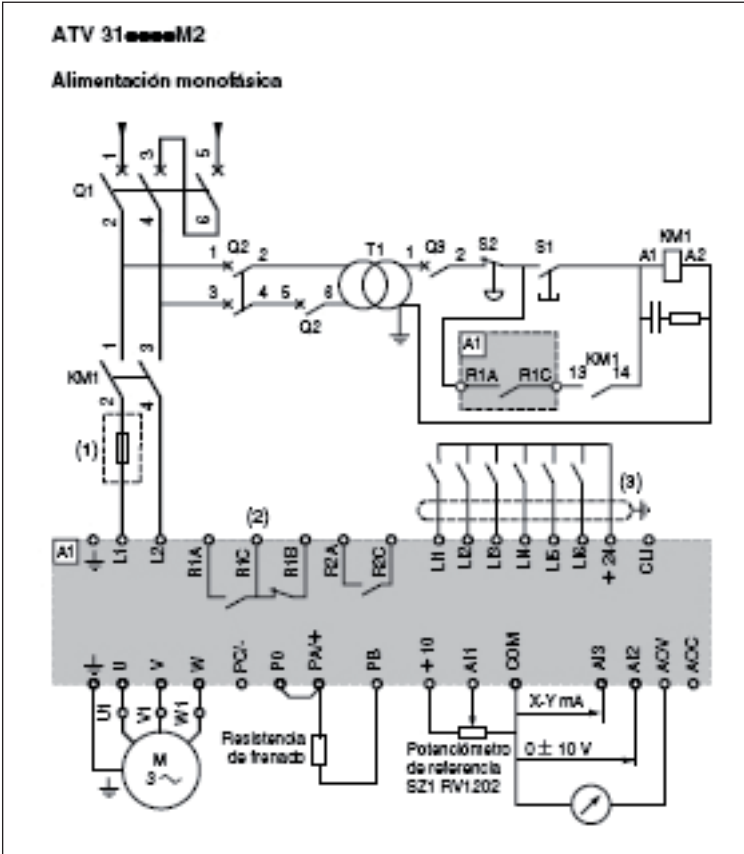 ATV 31●●●●M2
Alimentación monofásica
1 3 5
Q1
2 4 6
1 Q2 2 T1 1 Q3 2 S2 S1 KM1
A1 A2
3 4 5 6
Q2
A1
R1A R1C 13 KM1 14
1 3
KM1
2 4
(1)
(2)
(3)
A1 L1 L2 R1A R1C R1B R2A R2C LI1 LI2 LI3 LI4 LI5 LI6 + 24 CLI
U V W PC/- P0 PA/+ PB + 10 AI1 COM AI3 AI2 AOV AOC
U1 V1 W1
X-Y mA
M
3
Resistencia
de frenado
0 ± 10 V
Potenciómetro
de referencia
SZ1 RV1202